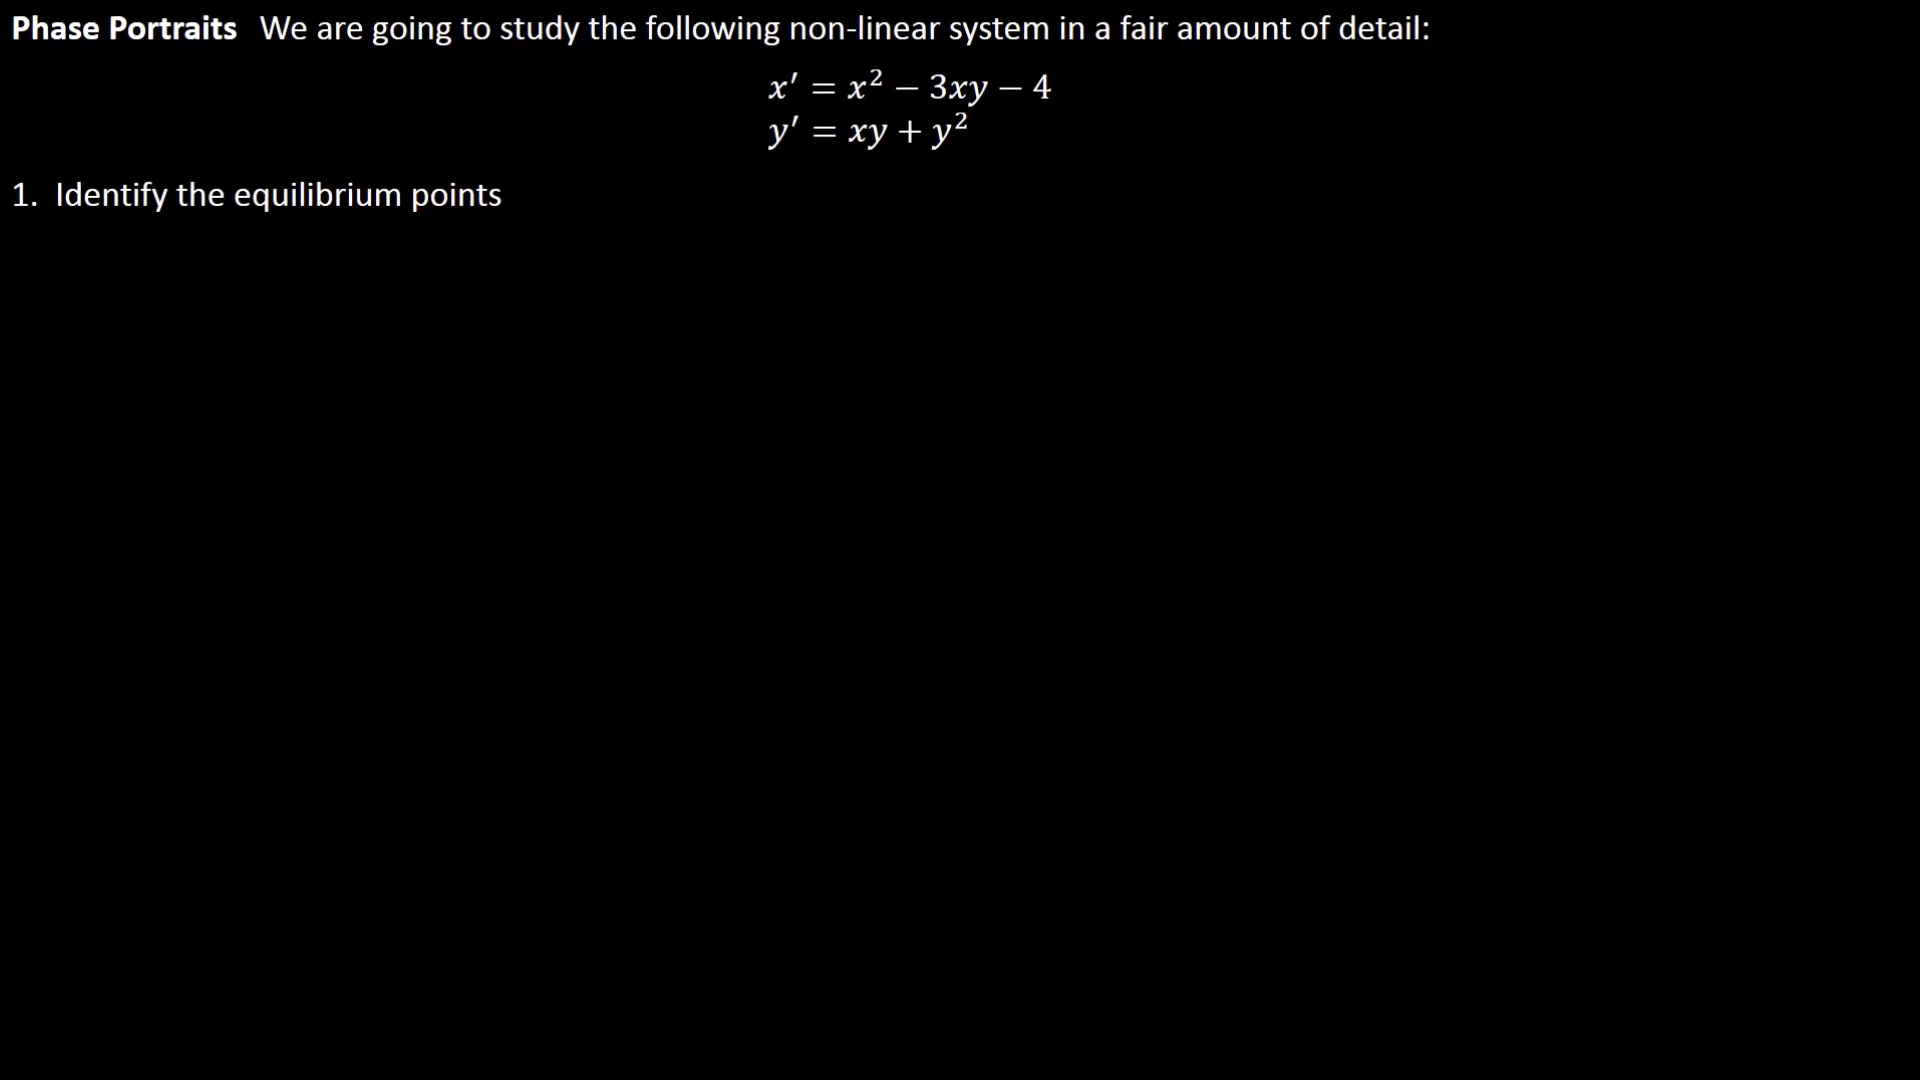 Phase Portraits We are going to study the following non-linear system in a fair amount of detail:
x′ = x² − 3xy − 4
y′ = xy + y²
1. Identify the equilibrium points